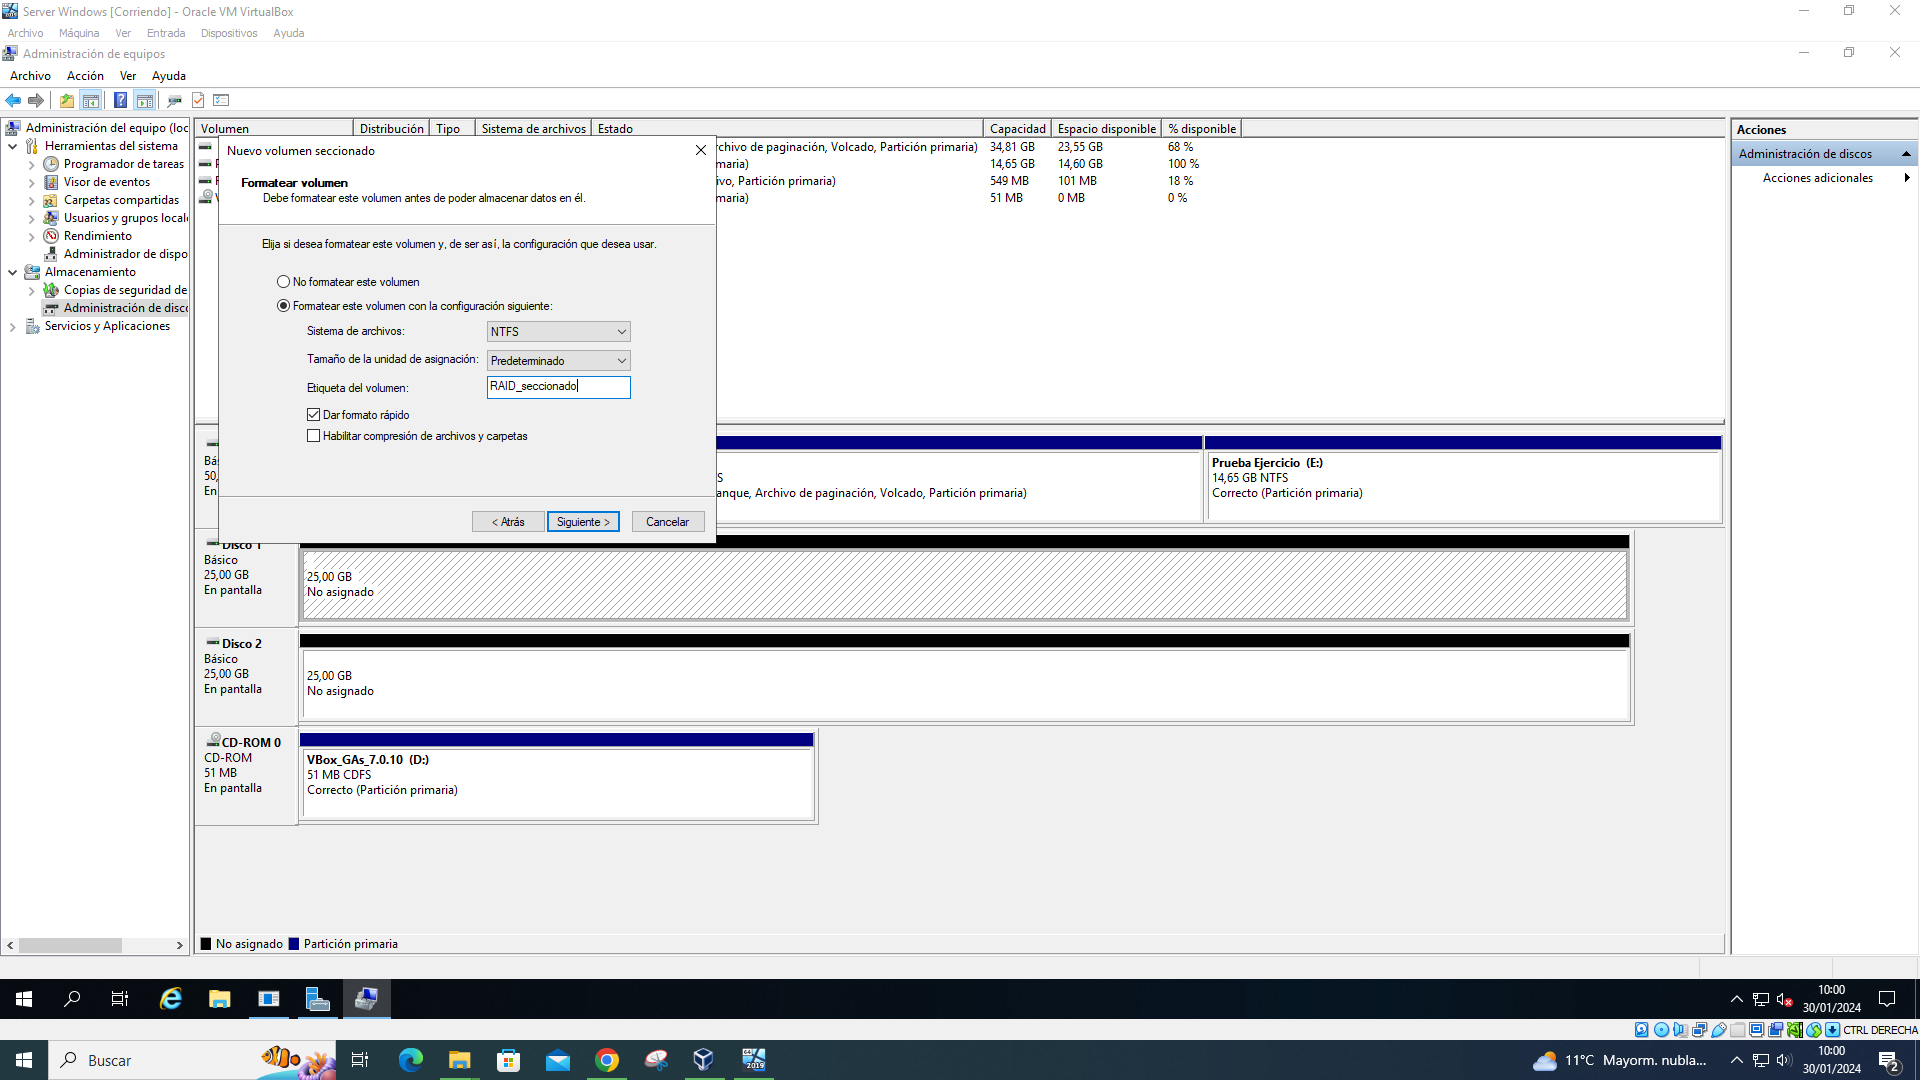 Server Windows [Corriendo] - Oracle VM VirtualBox
Archivo Máquina Ver Entrada Dispositivos Ayuda
Administración de equipos
Archivo Acción Ver Ayuda
Administración del equipo (loc
Herramientas del sistema
Programador de tareas
Visor de eventos
Carpetas compartidas
Usuarios y grupos local
Rendimiento
Administrador de dispo
Almacenamiento
Copias de seguridad de
Administración de disco
Servicios y Aplicaciones
Volumen Distribución Tipo Sistema de archivos Estado Capacidad Espacio disponible % disponible
rchivo de paginación, Volcado, Partición primaria) 34,81 GB 23,55 GB 68 %
maria) 14,65 GB 14,60 GB 100 %
ivo, Partición primaria) 549 MB 101 MB 18 %
maria) 51 MB 0 MB 0 %
Nuevo volumen seccionado
Formatear volumen
Debe formatear este volumen antes de poder almacenar datos en él.
Elija si desea formatear este volumen y, de ser así, la configuración que desea usar.
No formatear este volumen
Formatear este volumen con la configuración siguiente:
Sistema de archivos: NTFS
Tamaño de la unidad de asignación: Predeterminado
Etiqueta del volumen: RAID_seccionado
Dar formato rápido
Habilitar compresión de archivos y carpetas
< Atrás Siguiente > Cancelar
Bá
50,
En
S
anque, Archivo de paginación, Volcado, Partición primaria)
Prueba Ejercicio (E:)
14,65 GB NTFS
Correcto (Partición primaria)
Disco 1
Básico
25,00 GB
En pantalla
25,00 GB
No asignado
Disco 2
Básico
25,00 GB
En pantalla
25,00 GB
No asignado
CD-ROM 0
CD-ROM
51 MB
En pantalla
VBox_GAs_7.0.10 (D:)
51 MB CDFS
Correcto (Partición primaria)
No asignado Partición primaria
Acciones
Administración de discos
Acciones adicionales
10:00
30/01/2024
CTRL DERECHA
Buscar
2019
11°C Mayorm. nubla...
10:00
30/01/2024
2